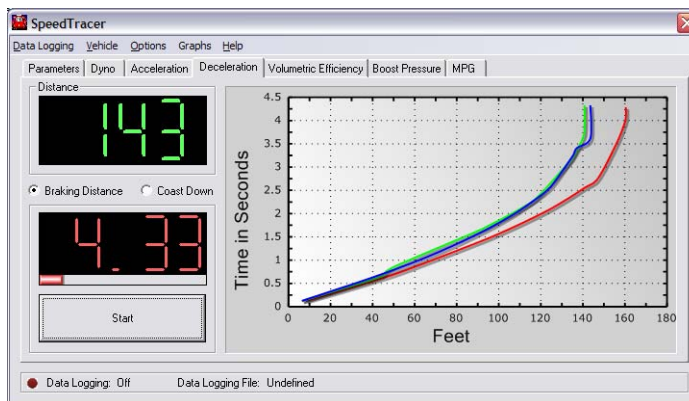 SpeedTracer
Data Logging Vehicle Options Graphs Help
Parameters Dyno Acceleration Deceleration Volumetric Efficiency Boost Pressure MPG
Distance
143
Braking Distance Coast Down
4.33
Start
4.5
4
3.5
3
2.5
2
1.5
1
0.5
0
Time in Seconds
0 20 40 60 80 100 120 140 160 180
Feet
Data Logging: Off Data Logging File: Undefined